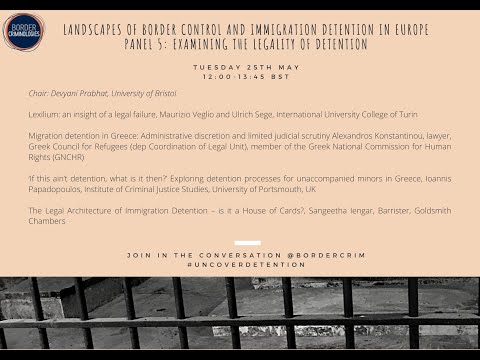 BORDER
CRIMINOLOGIES
LANDSCAPES OF BORDER CONTROL AND IMMIGRATION DETENTION IN EUROPE
PANEL 5: EXAMINING THE LEGALITY OF DETENTION
TUESDAY 25TH MAY
12:00-13:45 BST
Chair: Devyani Prabhat, University of Bristol
Lexilium: an insight of a legal failure, Maurizio Veglio and Ulrich Sege, International University College of Turin
Migration detention in Greece: Administrative discretion and limited judicial scrutiny Alexandros Konstantinou, lawyer,
Greek Council for Refugees (dep Coordination of Legal Unit), member of the Greek National Commission for Human
Rights (GNCHR)
'If this ain't detention, what is it then?' Exploring detention processes for unaccompanied minors in Greece, Ioannis
Papadopoulos, Institute of Criminal Justice Studies, University of Portsmouth, UK
The Legal Architecture of Immigration Detention – is it a House of Cards?, Sangeetha Iengar, Barrister, Goldsmith
Chambers
JOIN IN THE CONVERSATION @BORDERCRIM
#UNCOVERDETENTION